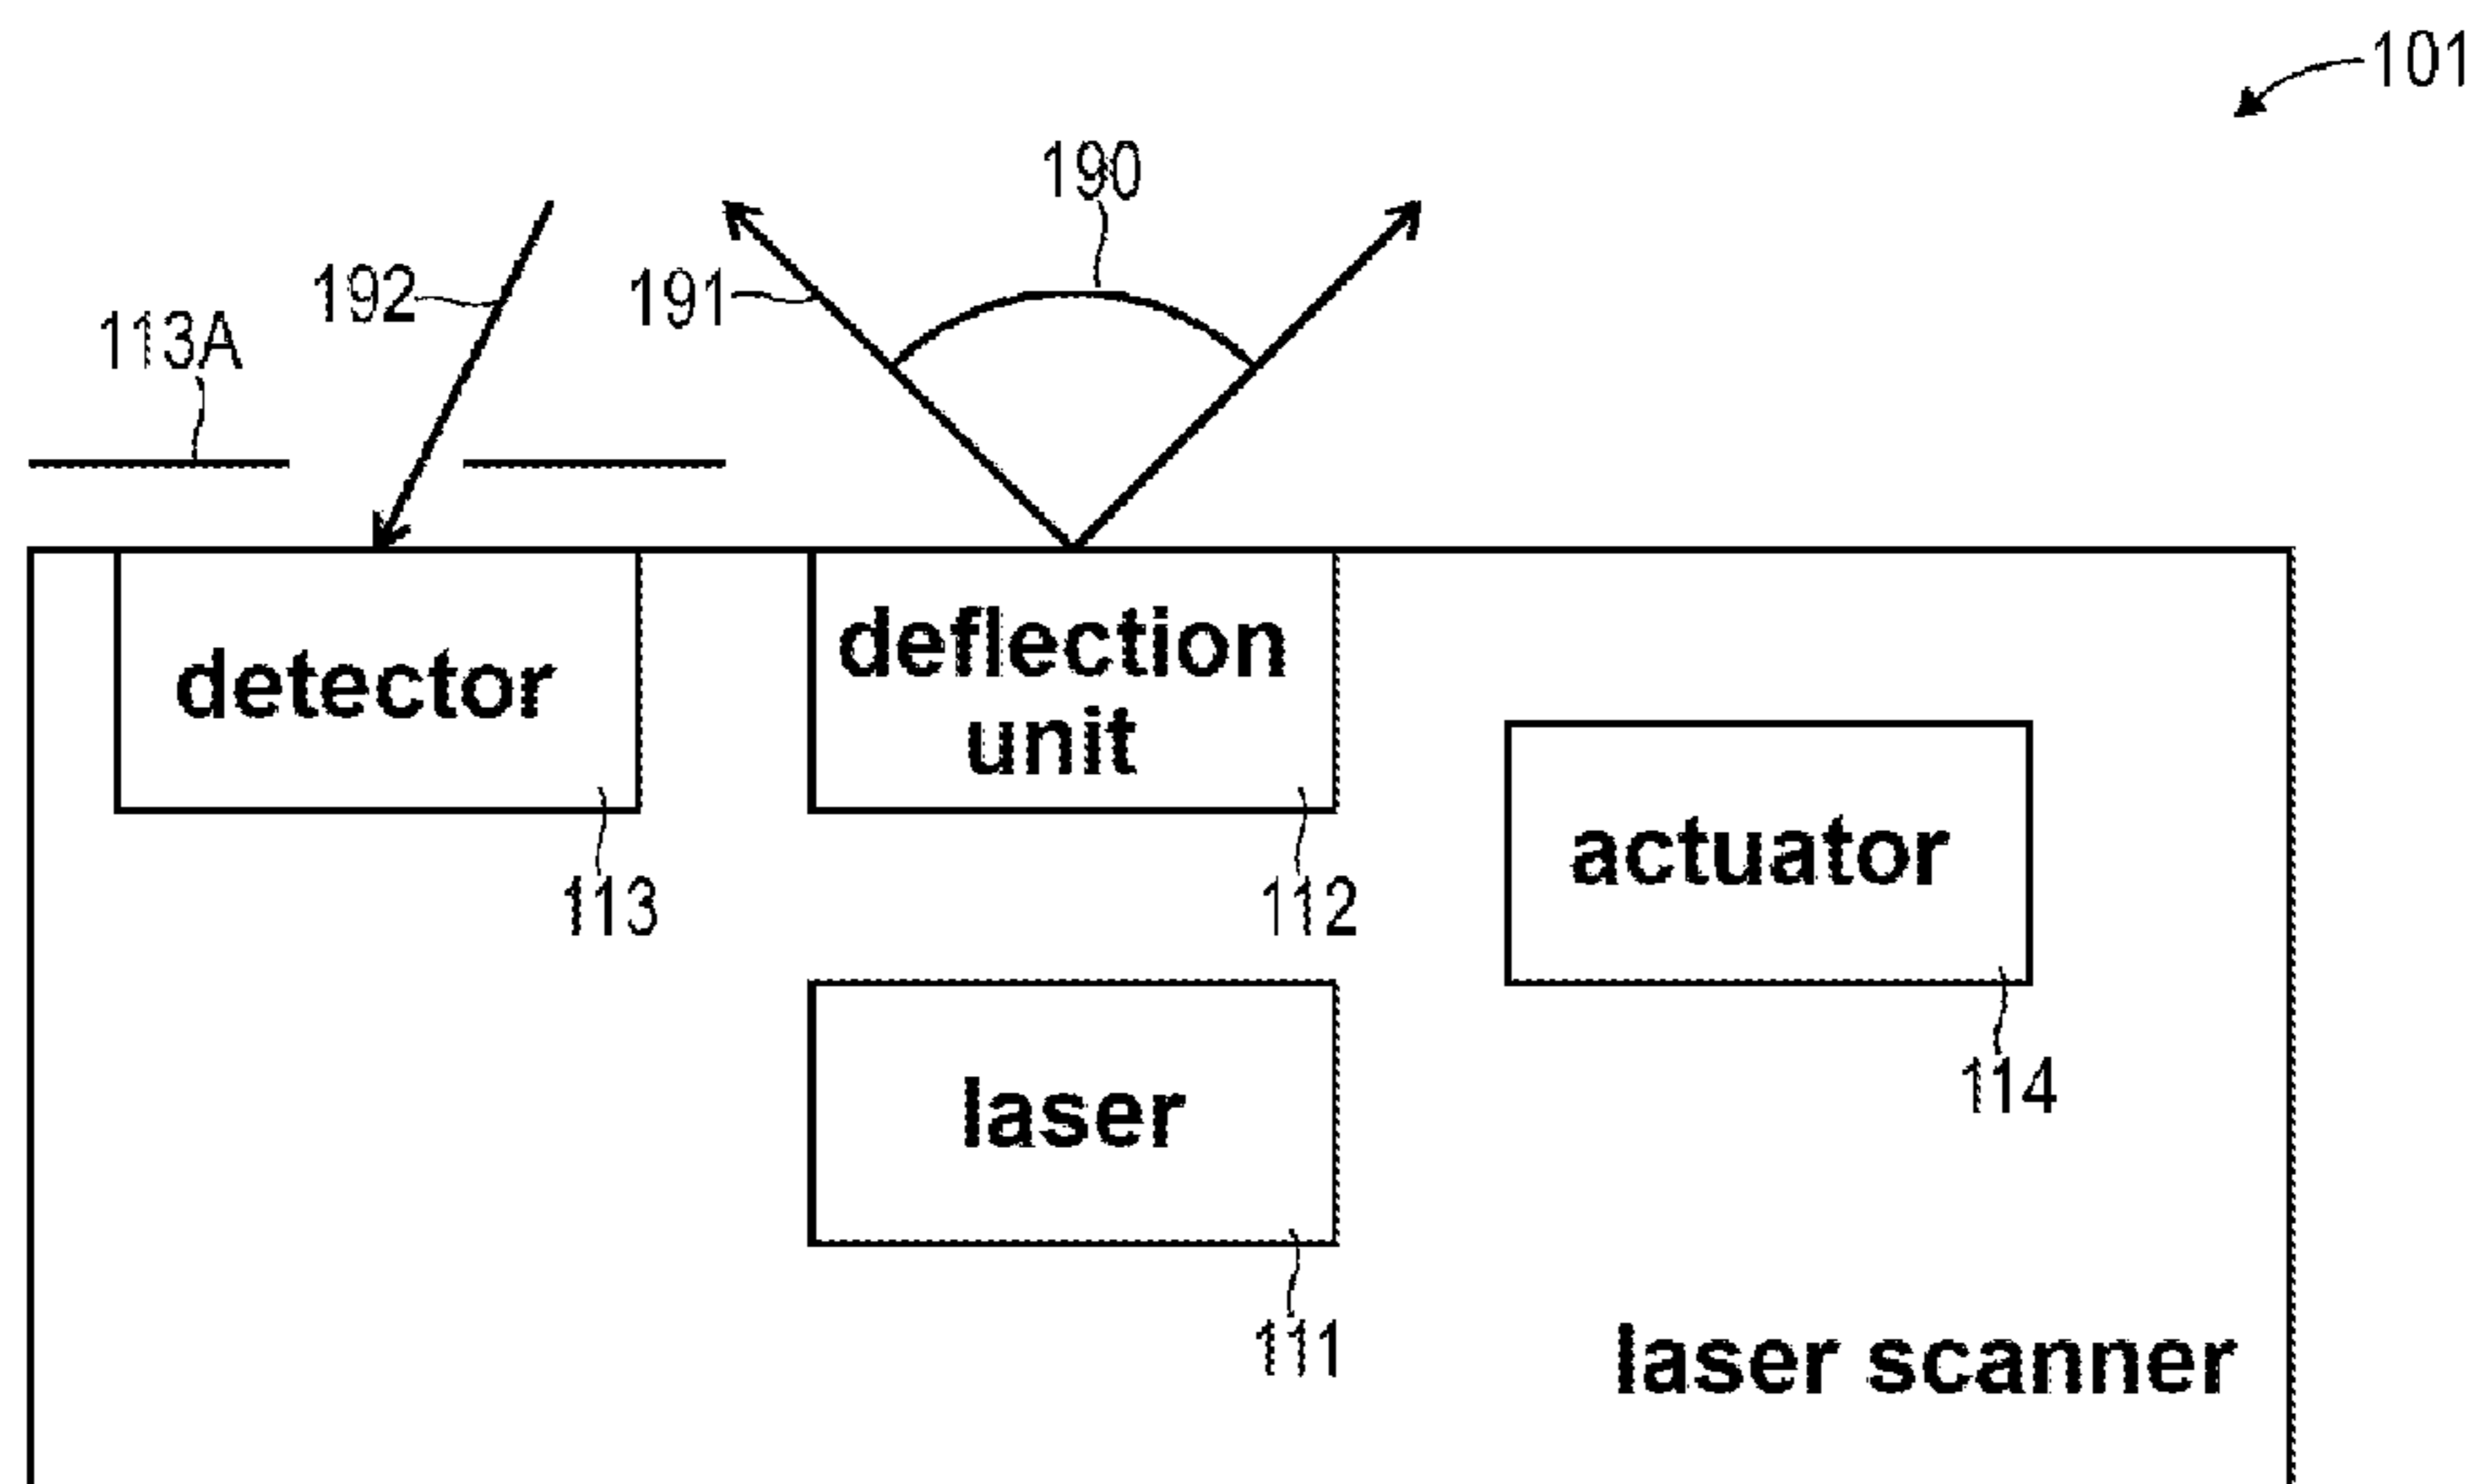 101
190
192
191
113A
detector
deflection
unit
actuator
113
112
laser
114
111
laser scanner